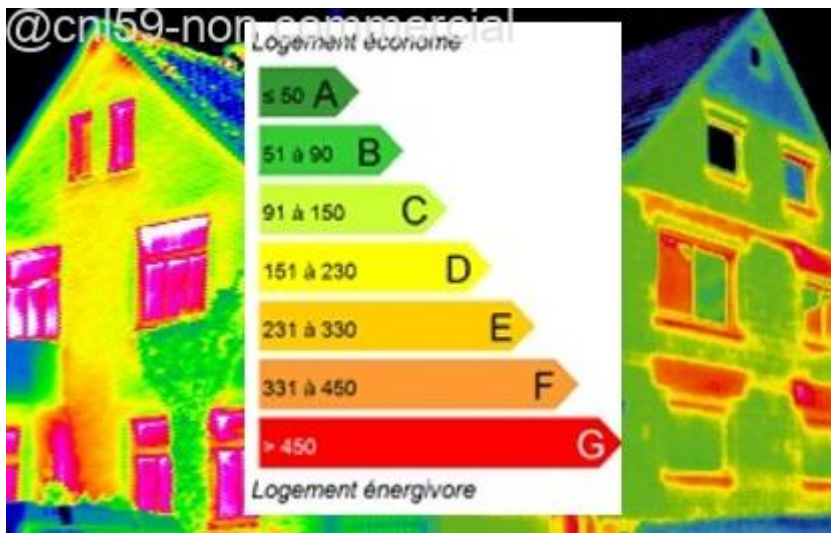 @cnl59-non commercial
Logement économe
≤ 50 A
51 à 90 B
91 à 150 C
151 à 230 D
231 à 330 E
331 à 450 F
> 450 G
Logement énergivore